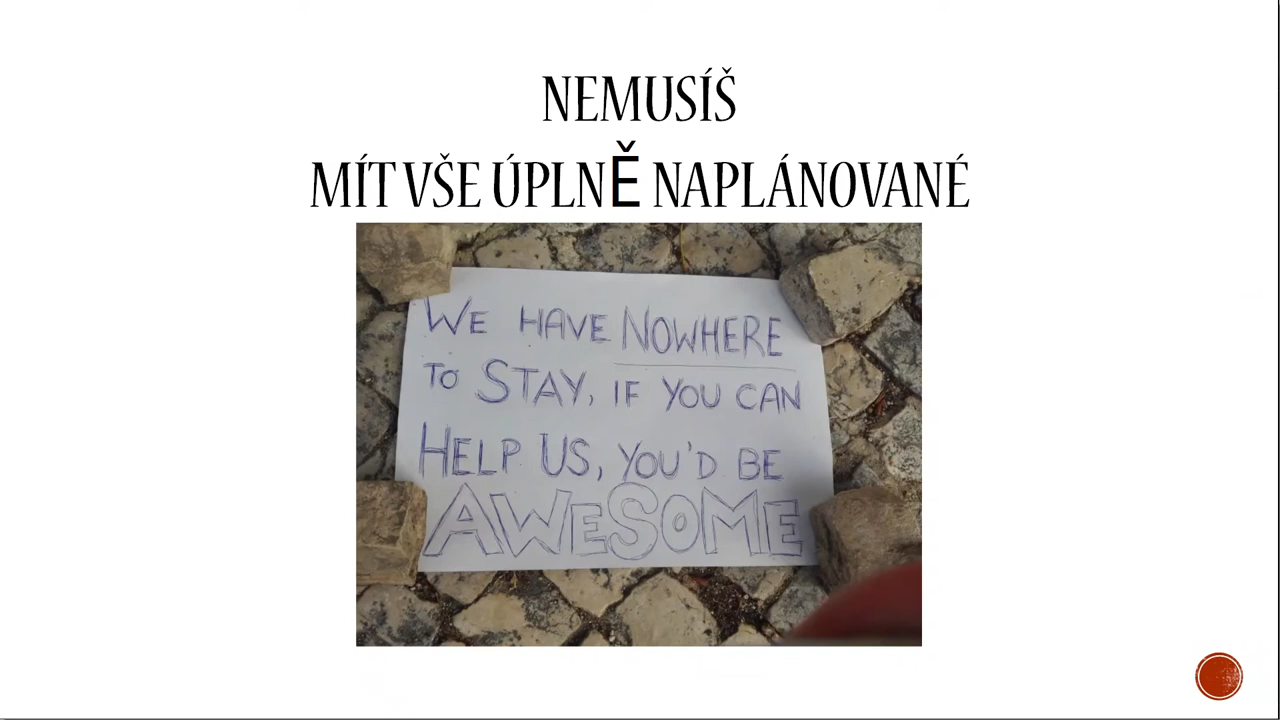 NEMUSÍŠ
MÍT VŠE ÚPLNĚ NAPLÁNOVANÉ
WE HAVE NOWHERE
TO STAY, IF YOU CAN
HELP US, YOU'D BE
AWESOME